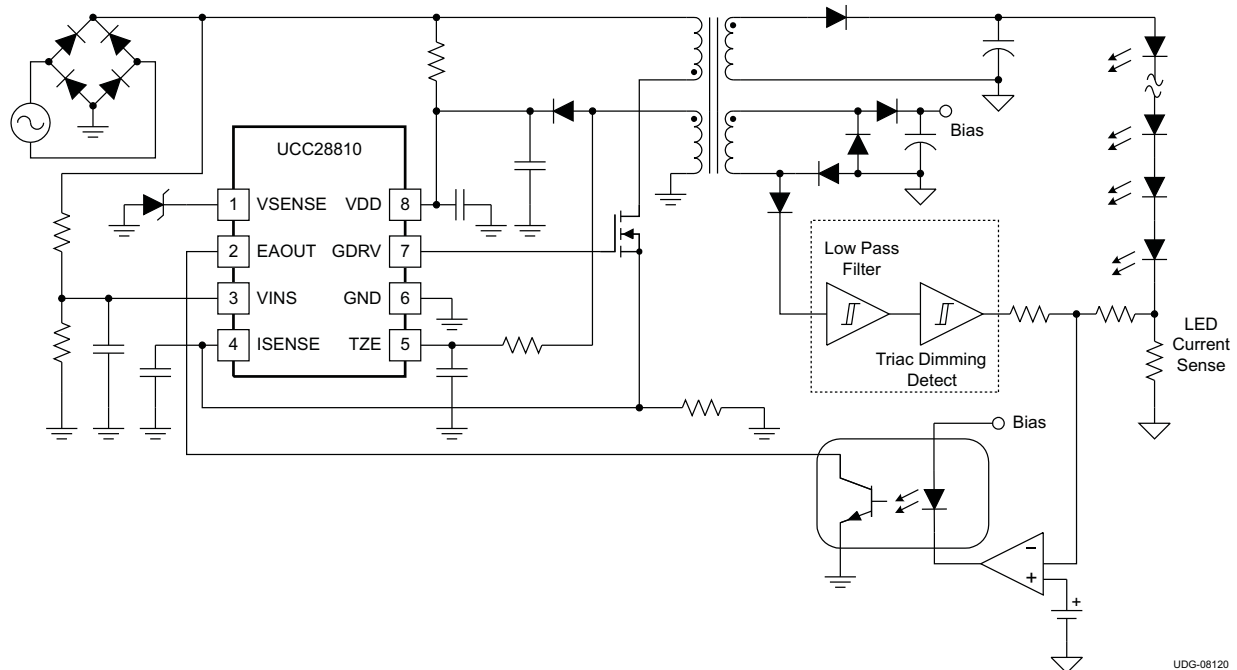 UCC28810
1 VSENSE VDD 8
2 EAOUT GDRV 7
3 VINS GND 6
4 ISENSE TZE 5
Bias
Low Pass
Filter
Triac Dimming
Detect
LED
Current
Sense
Bias
−
+
+
UDG-08120